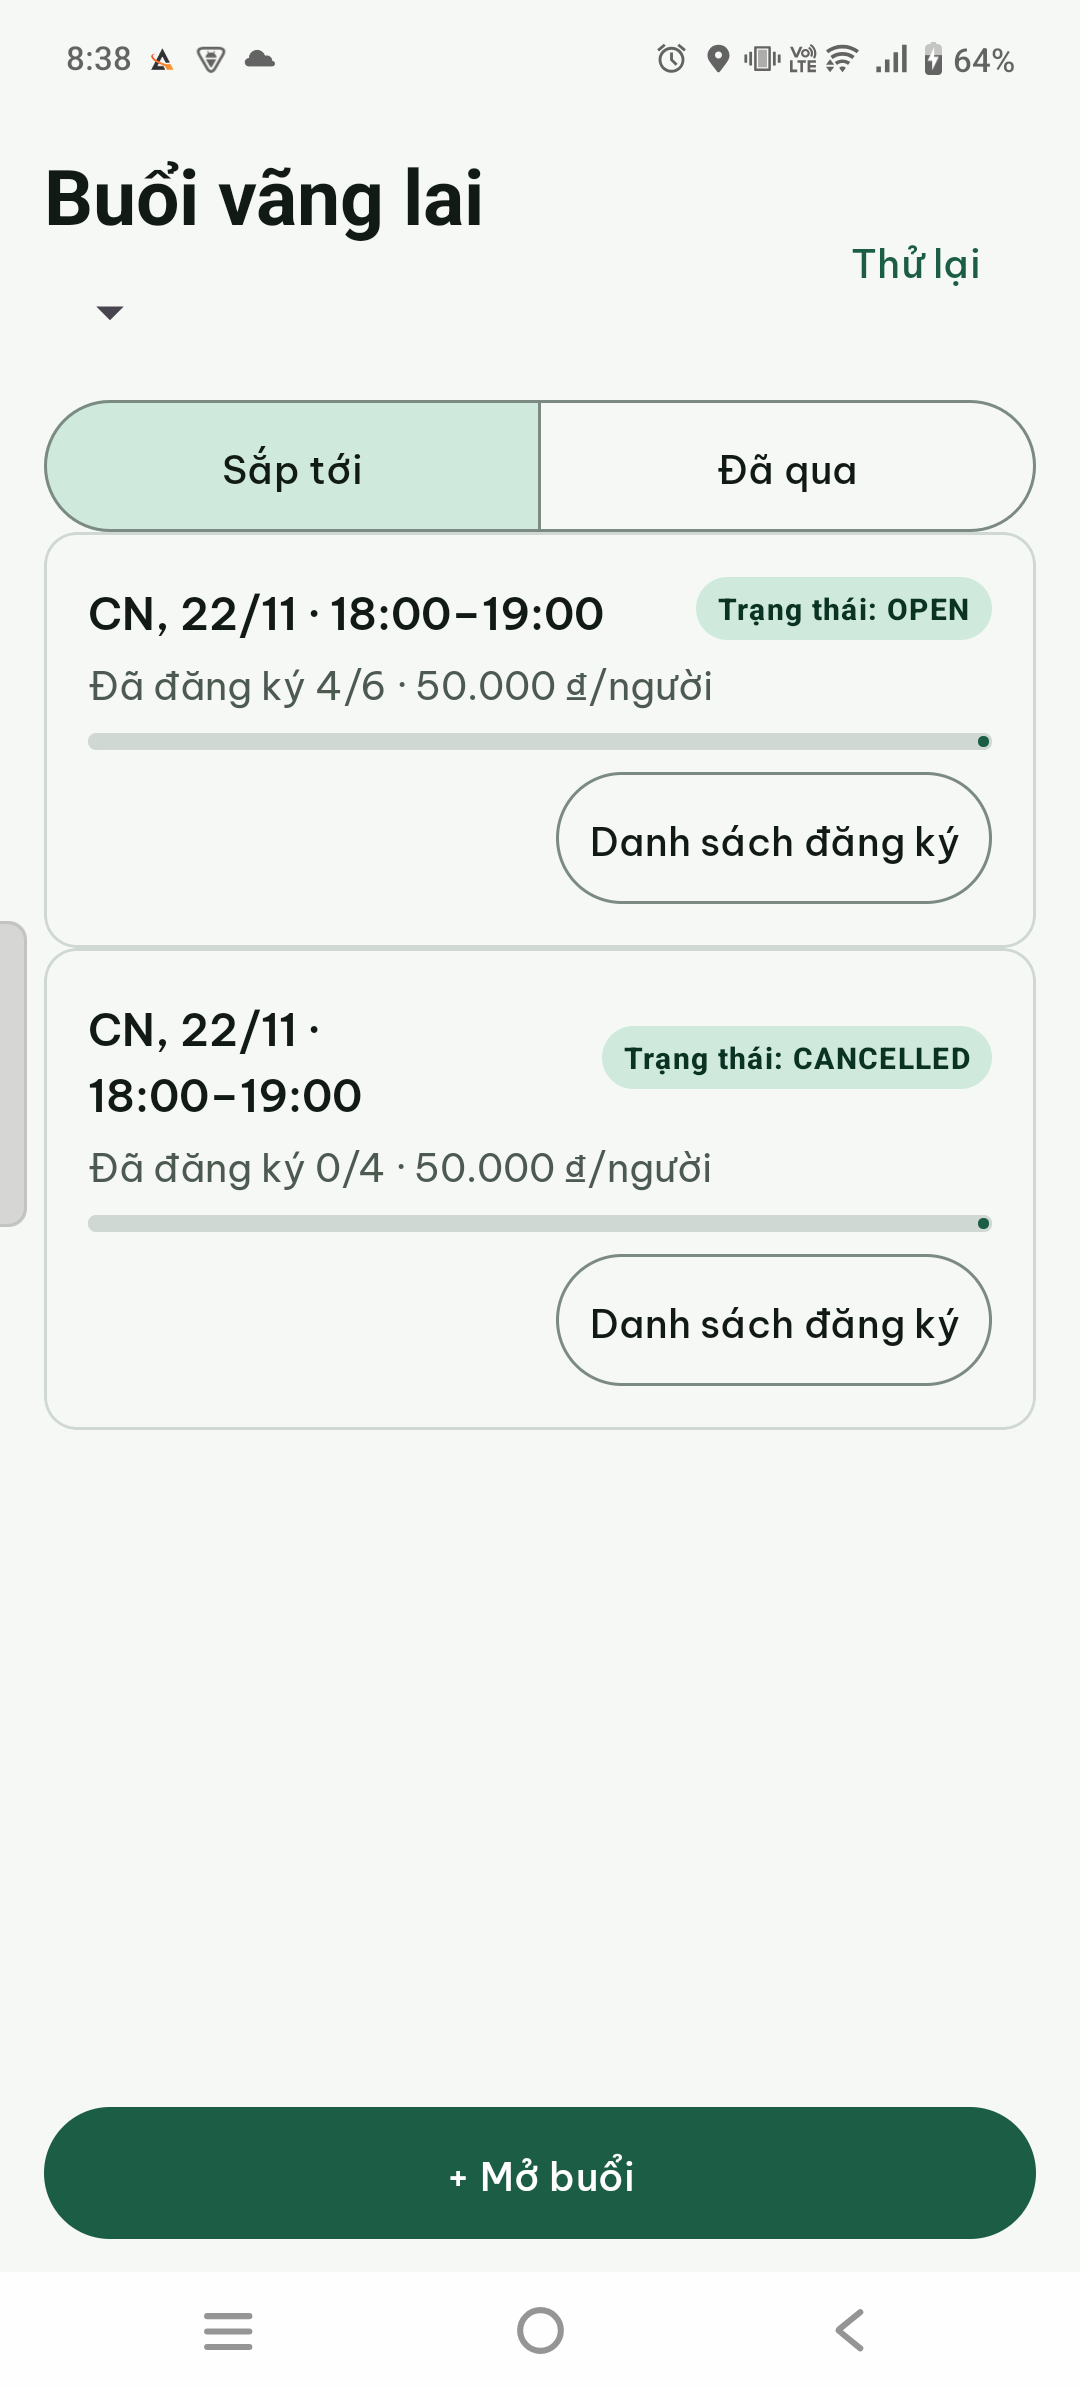 8:38
VoLTE 64%
Buổi vãng lai
Thử lại
Sắp tới
Đã qua
CN, 22/11 · 18:00–19:00
Trạng thái: OPEN
Đã đăng ký 4/6 · 50.000 ₫/người
Danh sách đăng ký
CN, 22/11 ·
18:00–19:00
Trạng thái: CANCELLED
Đã đăng ký 0/4 · 50.000 ₫/người
Danh sách đăng ký
+ Mở buổi